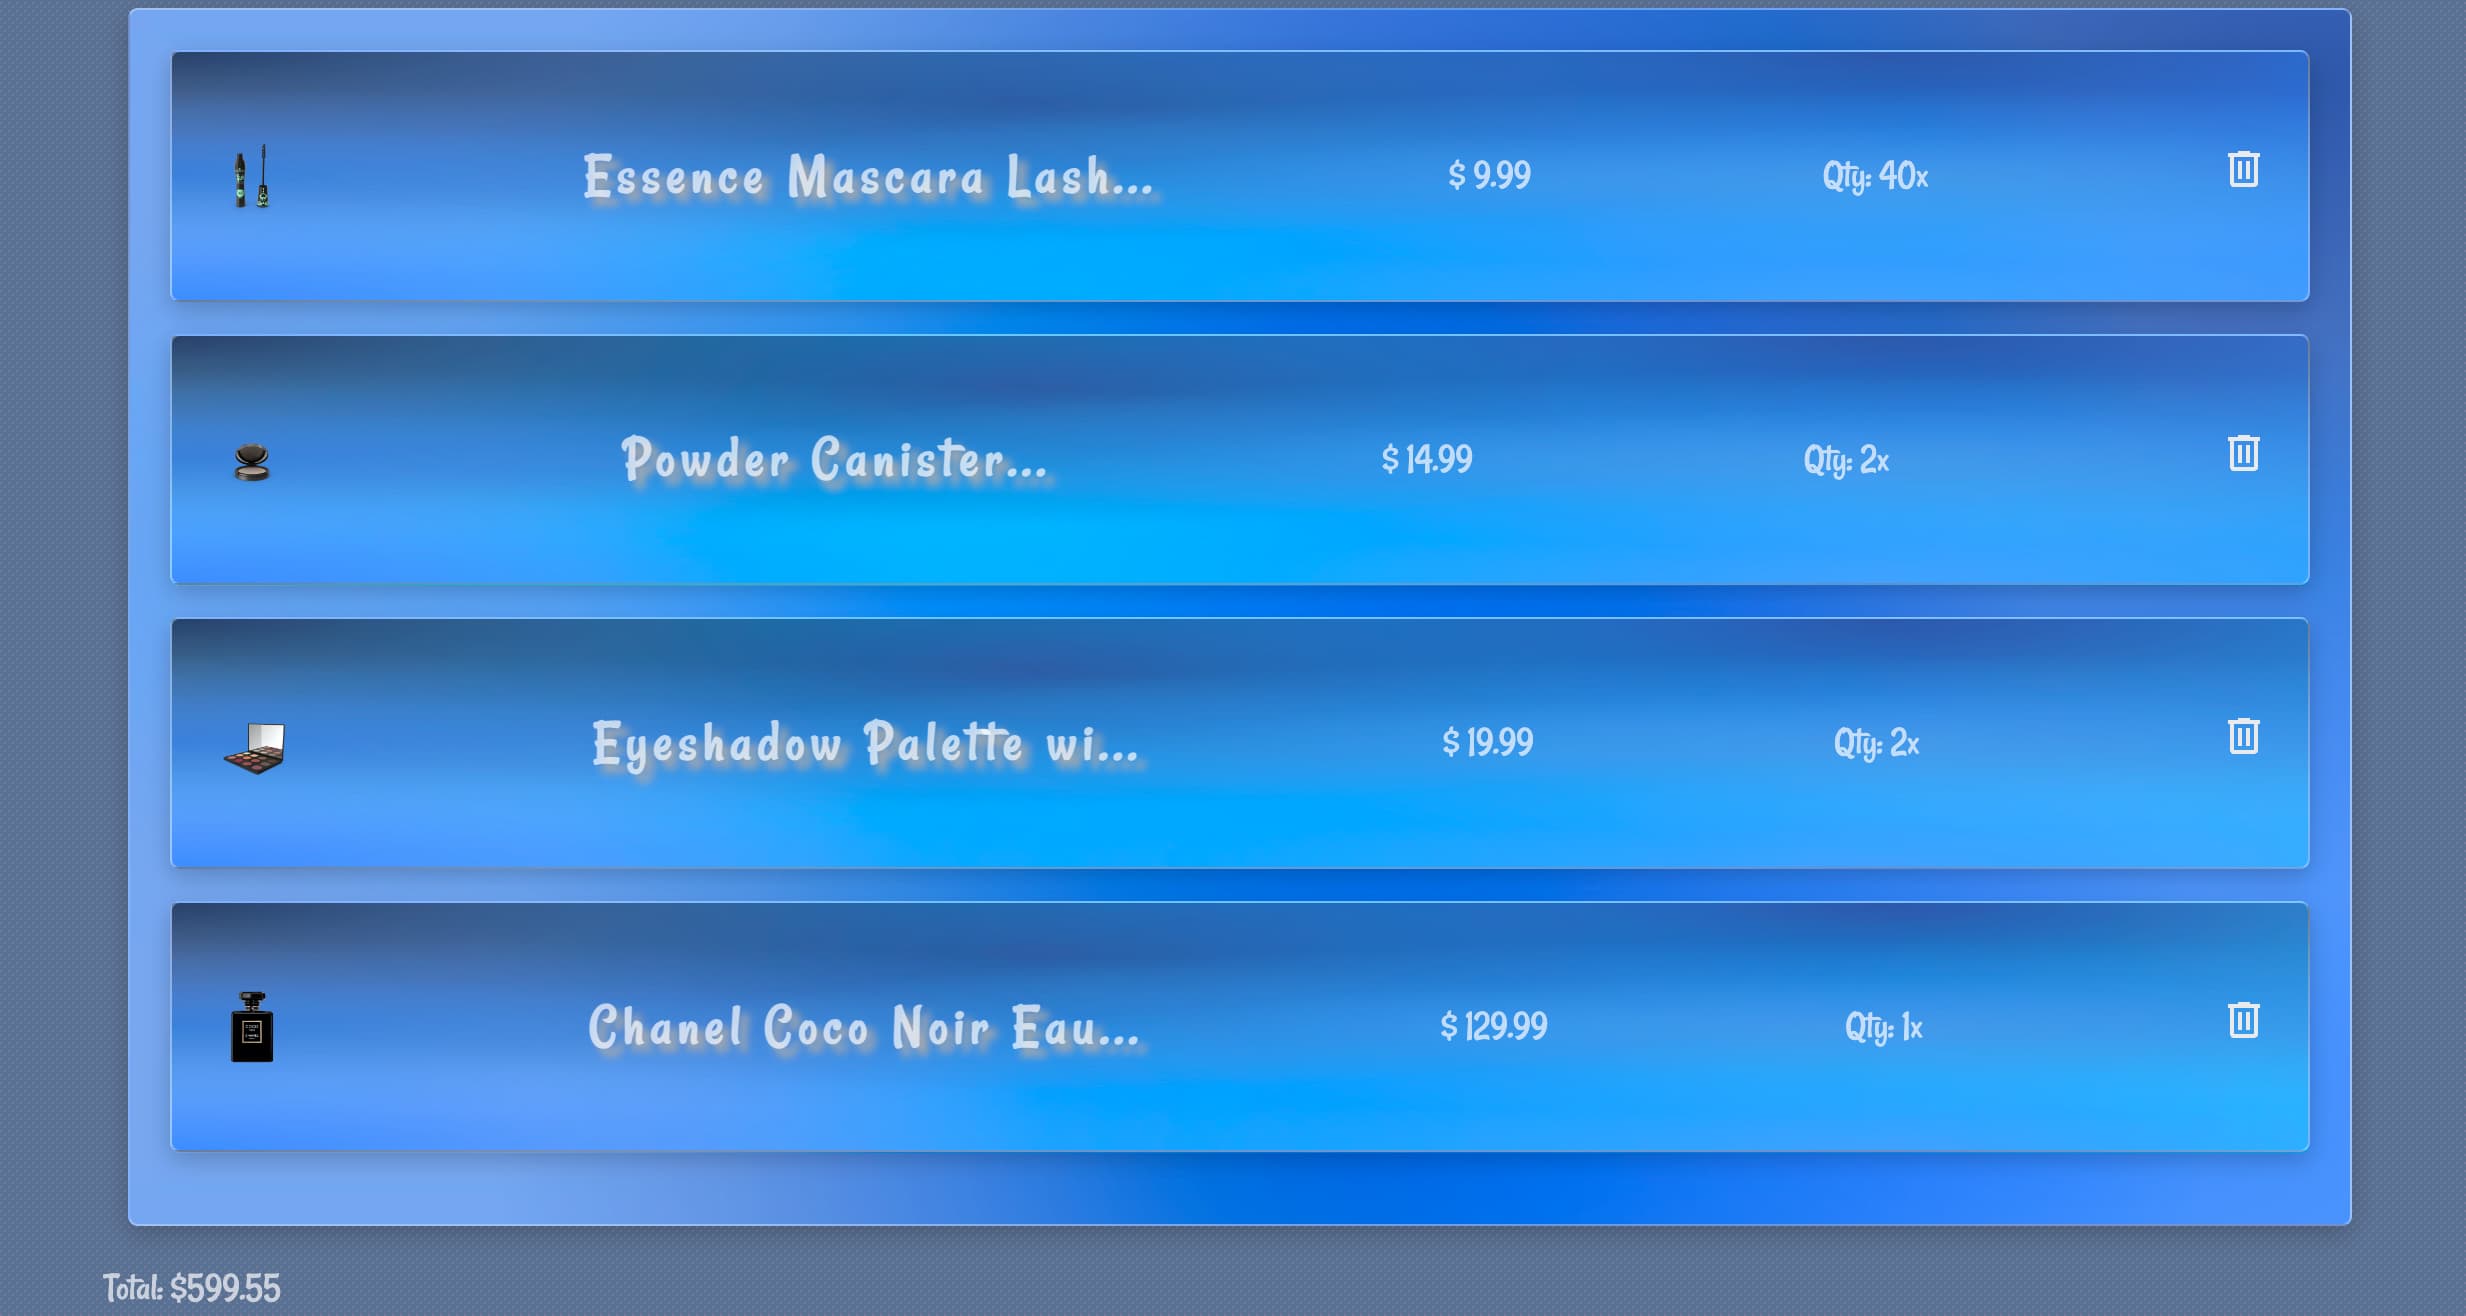 Essence Mascara Lash...
$ 9.99
Qty: 40x
Powder Canister...
$ 14.99
Qty: 2x
Eyeshadow Palette wi...
$ 19.99
Qty: 2x
Chanel Coco Noir Eau...
$ 129.99
Qty: 1x
Total: $599.55